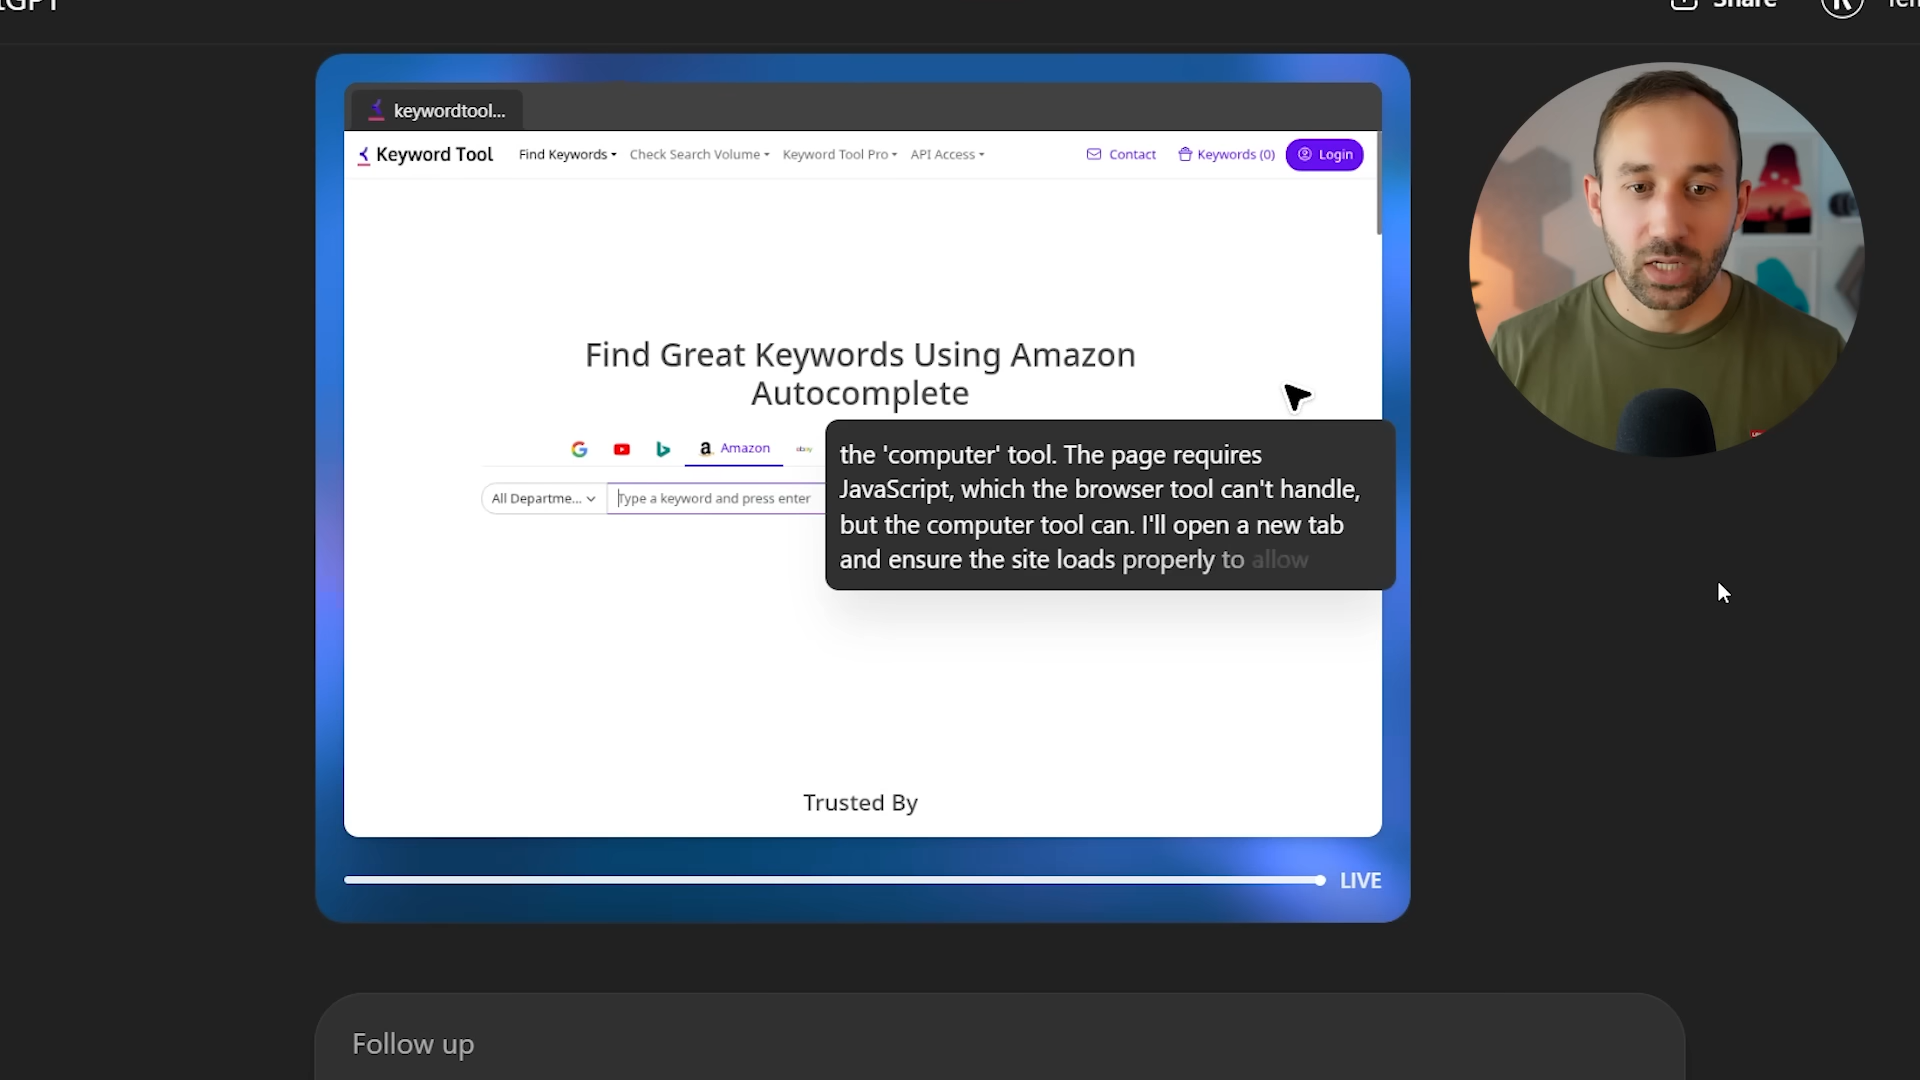 Share
keywordtool...
Keyword Tool
Find Keywords
Check Search Volume
Keyword Tool Pro
API Access
Contact
Keywords (0)
Login
Find Great Keywords Using Amazon
Autocomplete
a Amazon
ebay
All Departme...
Type a keyword and press enter
the 'computer' tool. The page requires
JavaScript, which the browser tool can't handle,
but the computer tool can. I'll open a new tab
and ensure the site loads properly to allow
Trusted By
LIVE
Follow up